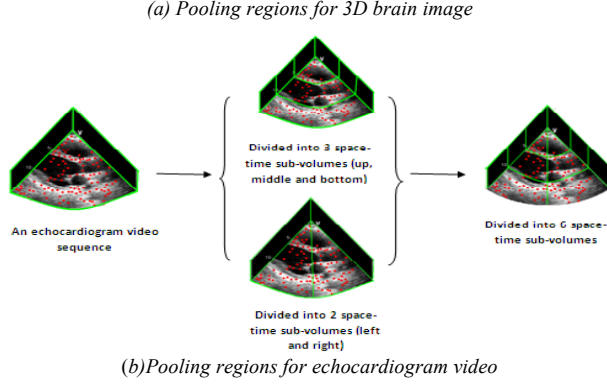 (a) Pooling regions for 3D brain image
Divided into 3 space-
time sub-volumes (up,
middle and bottom)
An echocardiogram video
sequence
Divided into 6 space-
time sub-volumes
Divided into 2 space-
time sub-volumes (left
and right)
(b)Pooling regions for echocardiogram video